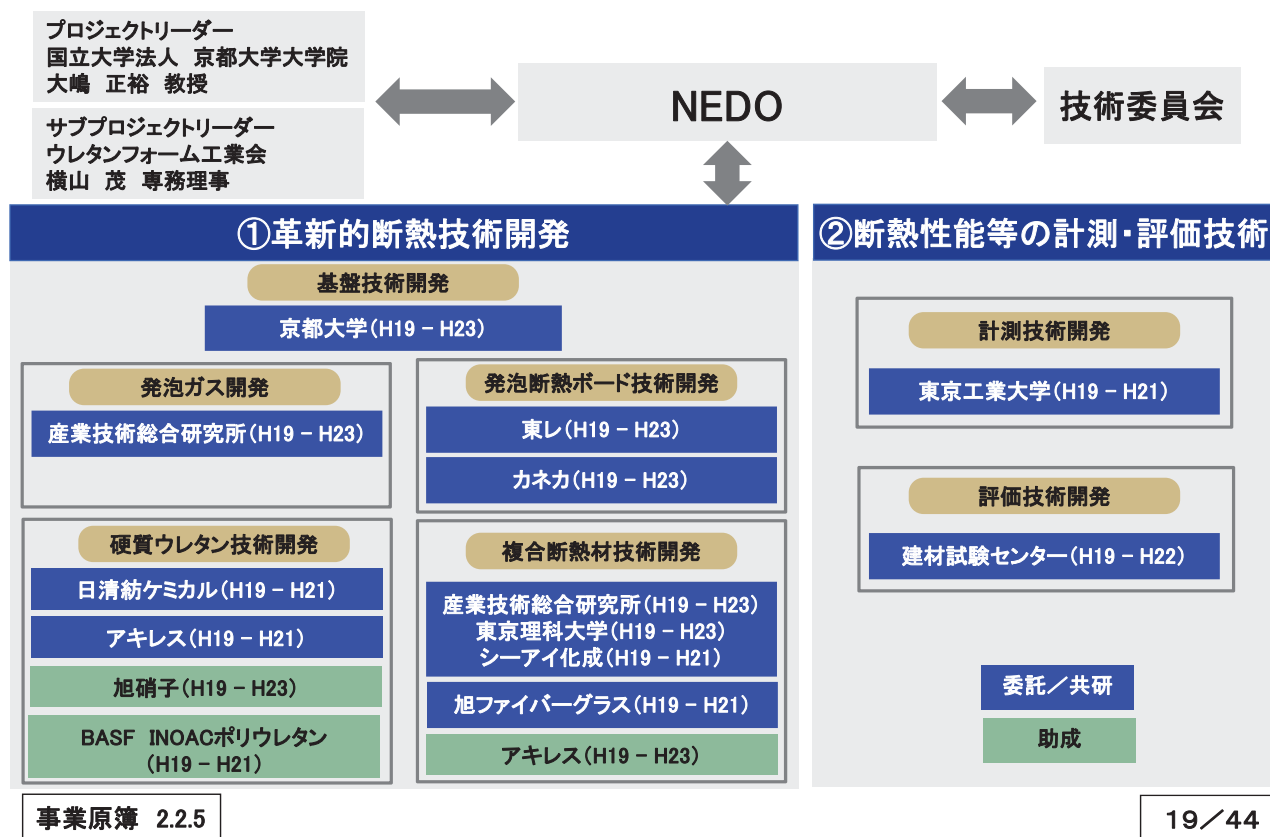 プロジェクトリーダー
国立大学法人 京都大学大学院
大嶋 正裕 教授
サブプロジェクトリーダー
ウレタンフォーム工業会
横山 茂 専務理事
NEDO
技術委員会
①革新的断熱技術開発
基盤技術開発
京都大学(H19 – H23)
発泡ガス開発
産業技術総合研究所(H19 – H23)
発泡断熱ボード技術開発
東レ(H19 – H23)
カネカ(H19 – H23)
硬質ウレタン技術開発
日清紡ケミカル(H19 – H21)
アキレス(H19 – H21)
旭硝子(H19 – H23)
BASF INOACポリウレタン
(H19 – H21)
複合断熱材技術開発
産業技術総合研究所(H19 – H23)
東京理科大学(H19 – H23)
シーアイ化成(H19 – H21)
旭ファイバーグラス(H19 – H21)
アキレス(H19 – H23)
②断熱性能等の計測・評価技術
計測技術開発
東京工業大学(H19 – H21)
評価技術開発
建材試験センター(H19 – H22)
委託/共研
助成
事業原簿 2.2.5
19/44